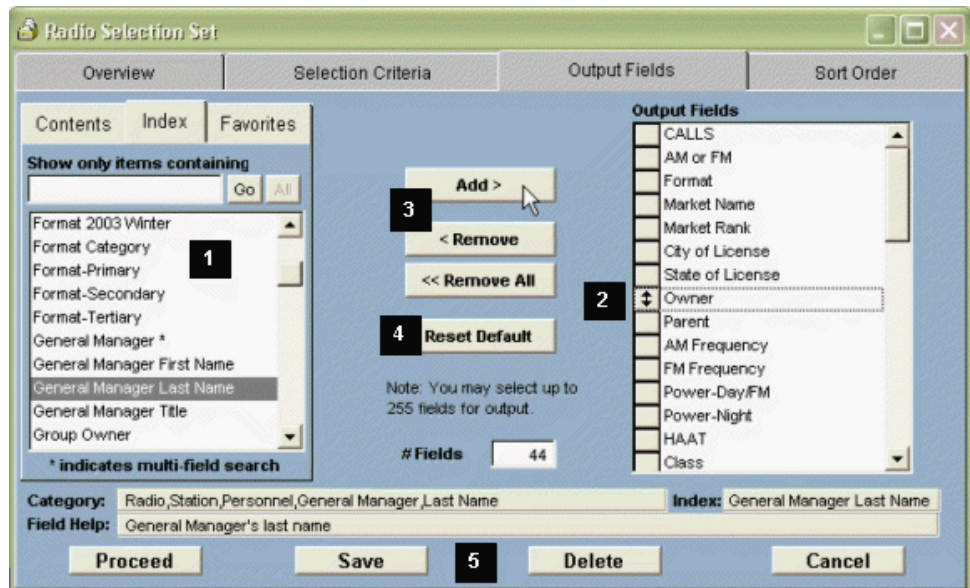 Radio Selection Set
Overview
Selection Criteria
Output Fields
Sort Order
Contents
Index
Favorites
Show only items containing
Go
All
Format 2003 Winter
Format Category
Format-Primary
Format-Secondary
Format-Tertiary
General Manager *
General Manager First Name
General Manager Last Name
General Manager Title
Group Owner
* indicates multi-field search
1
Add >
3
< Remove
<< Remove All
4
Reset Default
Note: You may select up to
255 fields for output.
# Fields
44
Output Fields
CALLS
AM or FM
Format
Market Name
Market Rank
City of License
State of License
2
Owner
Parent
AM Frequency
FM Frequency
Power-Day/FM
Power-Night
HAAT
Class
Category: Radio,Station,Personnel,General Manager,Last Name
Index: General Manager Last Name
Field Help: General Manager's last name
Proceed
Save
5
Delete
Cancel